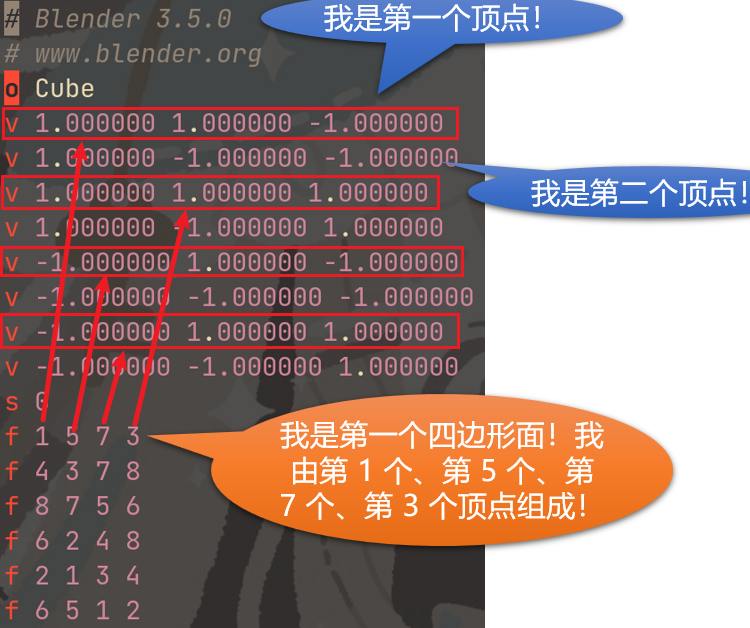 # Blender 3.5.0
我是第一个顶点!
# www.blender.org
o Cube
v 1.000000 1.000000 -1.000000
v 1.000000 -1.000000 -1.000000
我是第二个顶点!
v 1.000000 1.000000 1.000000
v 1.000000 -1.000000 1.000000
v -1.000000 1.000000 -1.000000
v -1.000000 -1.000000 -1.000000
v -1.000000 1.000000 1.000000
v -1.000000 -1.000000 1.000000
s 0
f 1 5 7 3
我是第一个四边形面!我
由第 1 个、第 5 个、第
7 个、第 3 个顶点组成!
f 4 3 7 8
f 8 7 5 6
f 6 2 4 8
f 2 1 3 4
f 6 5 1 2